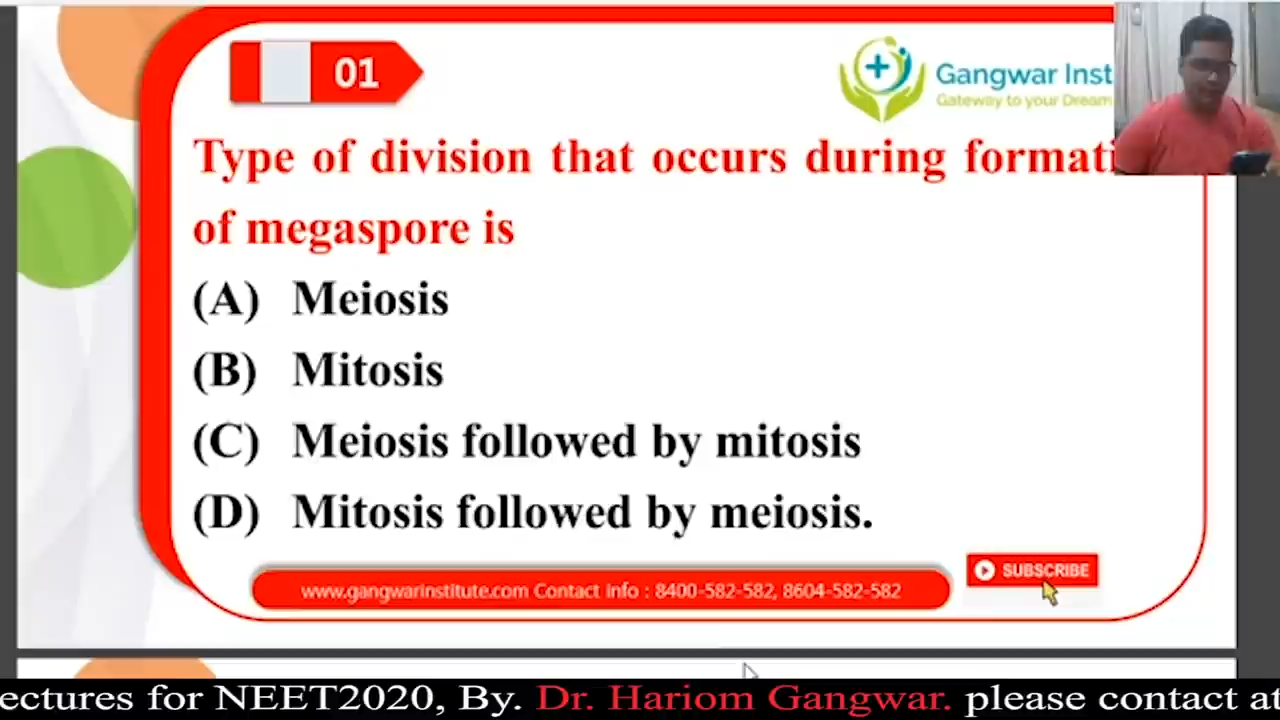 01
Gangwar Inst
Gateway to your Dream
Type of division that occurs during formati
of megaspore is
(A) Meiosis
(B) Mitosis
(C) Meiosis followed by mitosis
(D) Mitosis followed by meiosis.
www.gangwarinstitute.com Contact info : 8400-582-582, 8604-582-582
SUBSCRIBE
ectures for NEET2020, By. Dr. Hariom Gangwar. please contact at